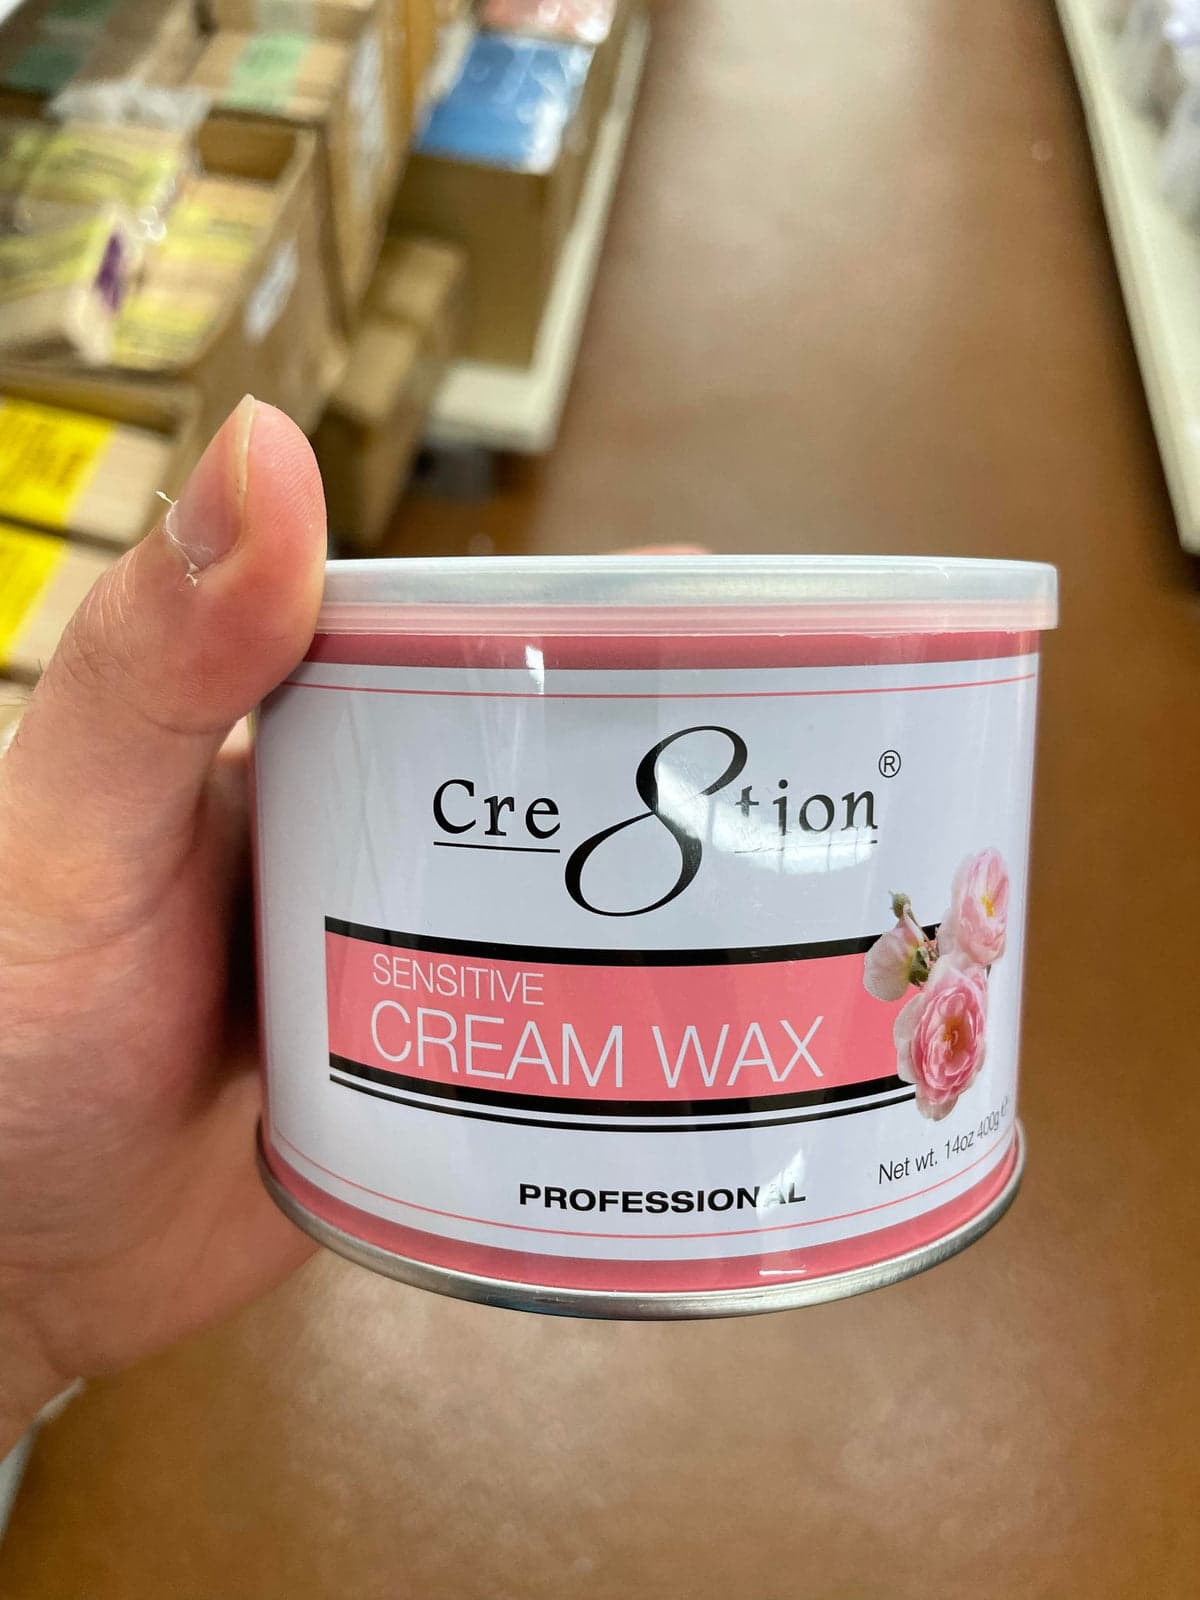 Cre8tion®
SENSITIVE
CREAM WAX
Net wt. 14oz 400g e
PROFESSIONAL